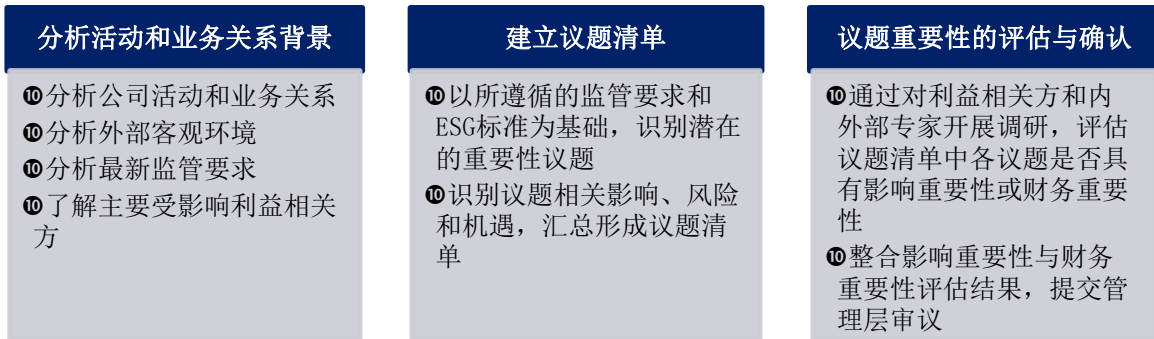 分析活动和业务关系背景
❿分析公司活动和业务关系
❿分析外部客观环境
❿分析最新监管要求
❿了解主要受影响利益相关
方
建立议题清单
❿以所遵循的监管要求和
ESG标准为基础，识别潜在
的重要性议题
❿识别议题相关影响、风险
和机遇，汇总形成议题清
单
议题重要性的评估与确认
❿通过对利益相关方和内
外部专家开展调研，评估
议题清单中各议题是否具
有影响重要性或财务重要
性
❿整合影响重要性与财务
重要性评估结果，提交管
理层审议